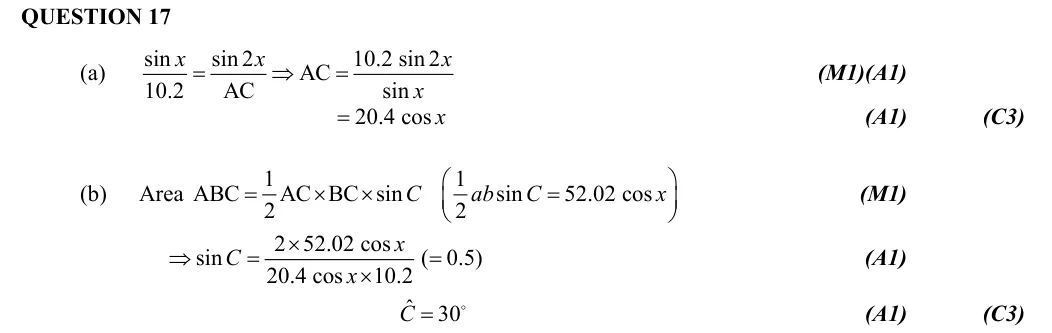 QUESTION 17
(a) sin x / 10.2 = sin 2x / AC ⇒ AC = 10.2 sin 2x / sin x (M1)(A1)
= 20.4 cos x (A1) (C3)
(b) Area ABC = 1/2 AC × BC × sin C (1/2 ab sin C = 52.02 cos x) (M1)
⇒ sin C = 2 × 52.02 cos x / 20.4 cos x × 10.2 (= 0.5) (A1)
Ĉ = 30° (A1) (C3)